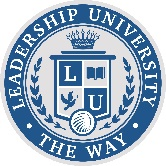 LEADERSHIP UNIVERSITY
L U
• THE WAY •